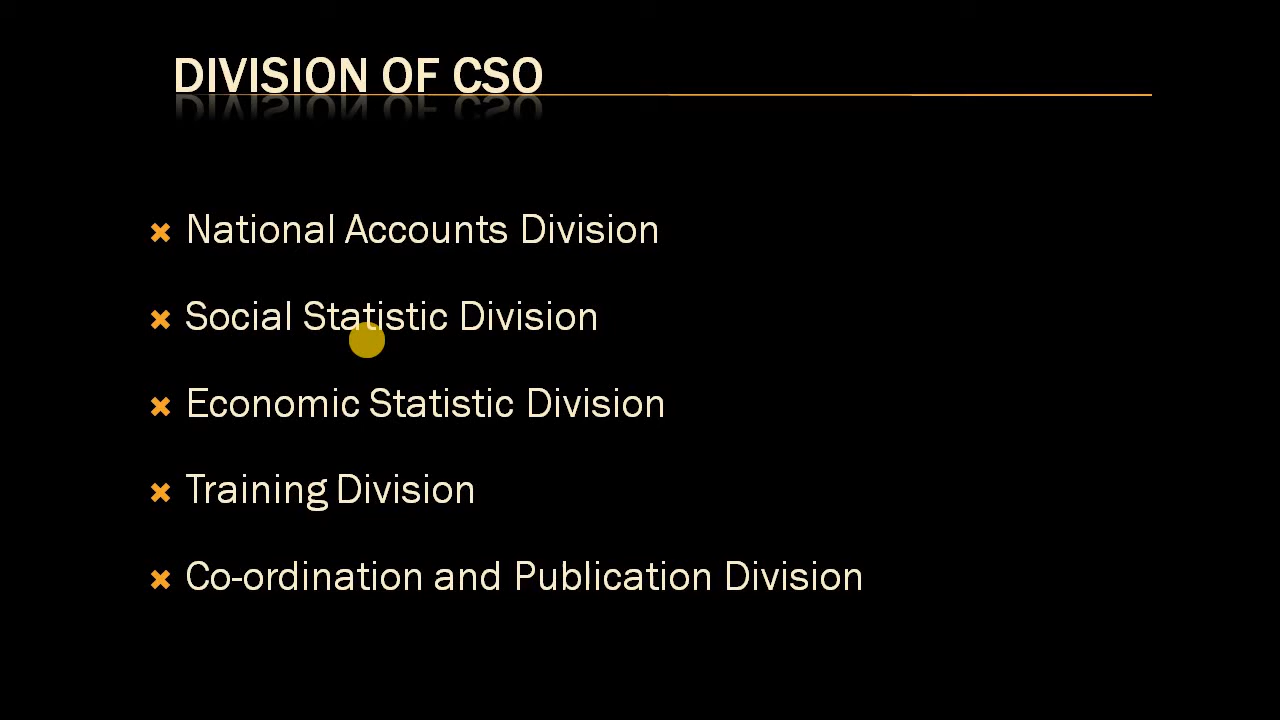 DIVISION OF CSO
National Accounts Division
Social Statistic Division
Economic Statistic Division
Training Division
Co-ordination and Publication Division